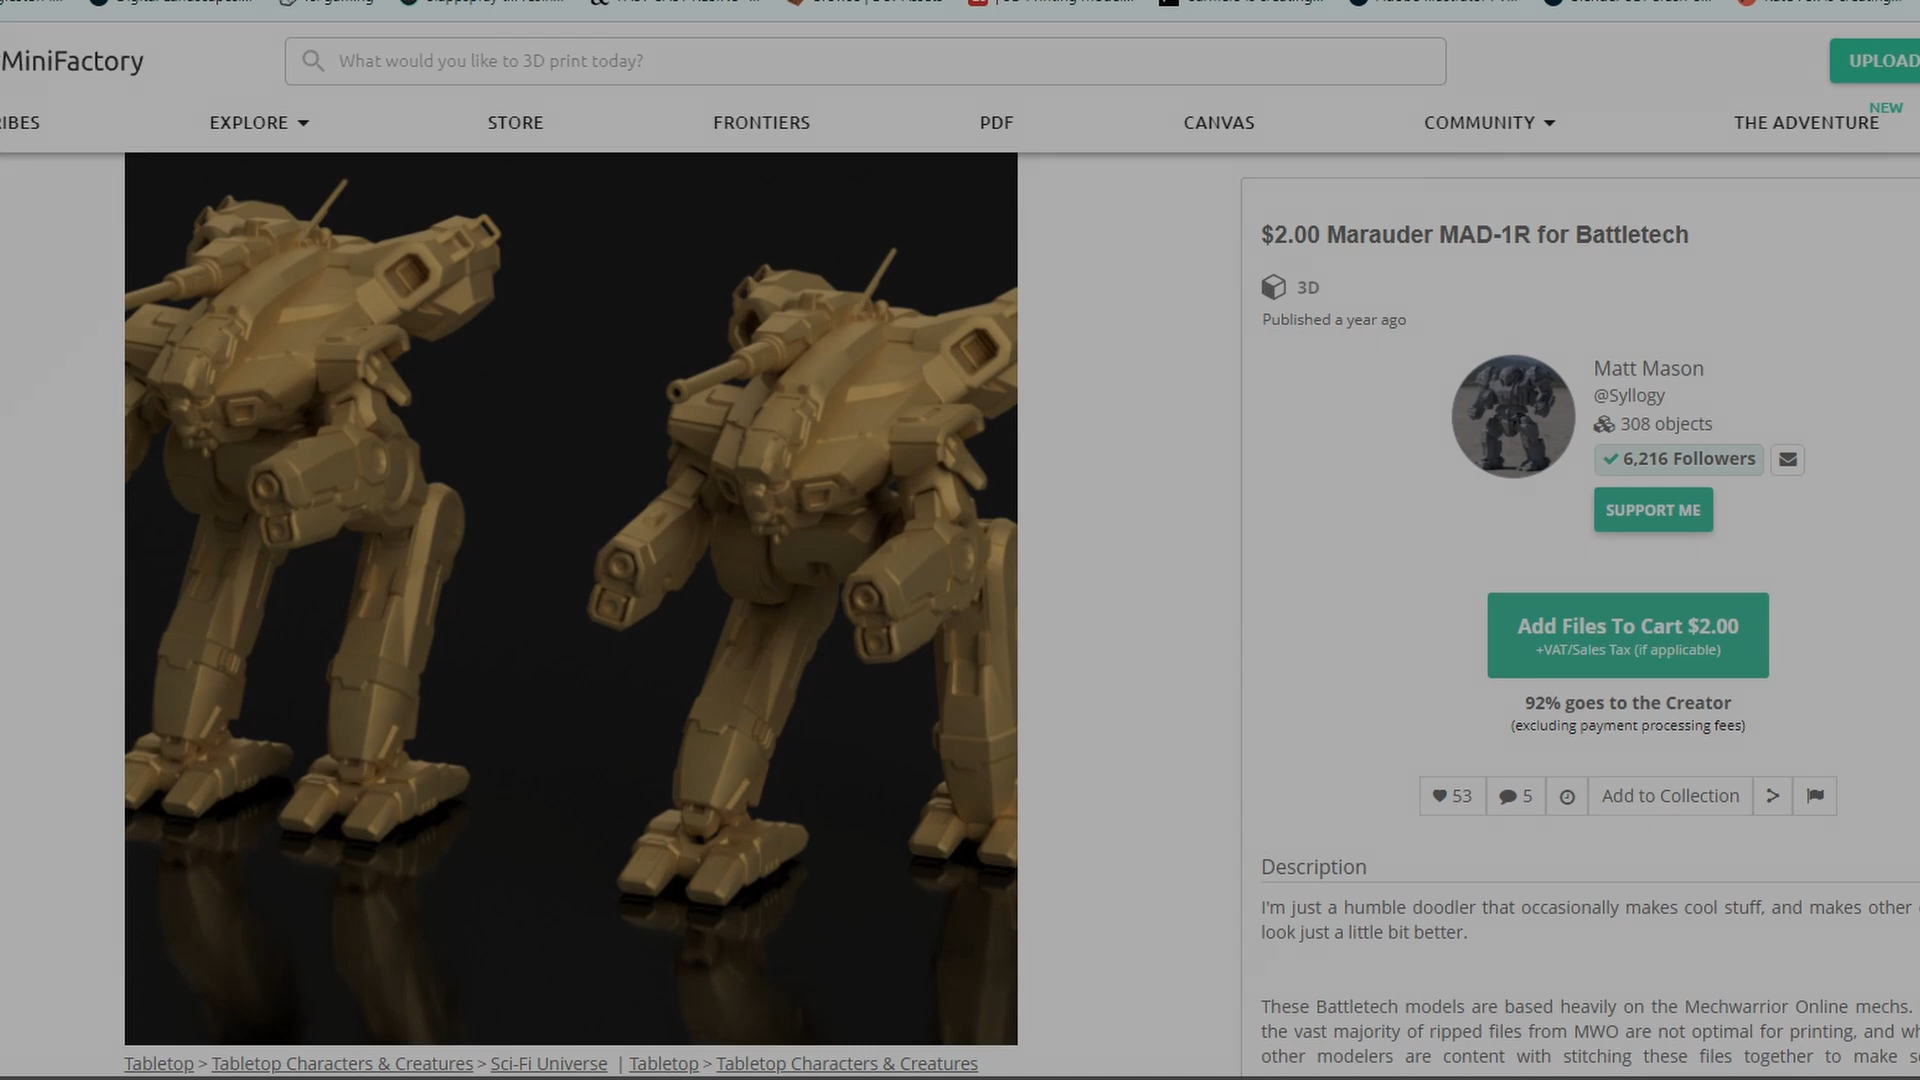 MiniFactory
What would you like to 3D print today?
UPLOAD
EXPLORE
STORE
FRONTIERS
PDF
CANVAS
COMMUNITY
THE ADVENTURE
NEW
$2.00 Marauder MAD-1R for Battletech
3D
Published a year ago
Matt Mason
@Syllogy
308 objects
6,216 Followers
SUPPORT ME
Add Files To Cart $2.00
+VAT/Sales Tax (if applicable)
92% goes to the Creator
(excluding payment processing fees)
53
5
Add to Collection
Description
I'm just a humble doodler that occasionally makes cool stuff, and makes other
look just a little bit better.
These Battletech models are based heavily on the Mechwarrior Online mechs.
the vast majority of ripped files from MWO are not optimal for printing, and
other modelers are content with stitching these files together to make
Tabletop > Tabletop Characters & Creatures > Sci-Fi Universe | Tabletop > Tabletop Characters & Creatures